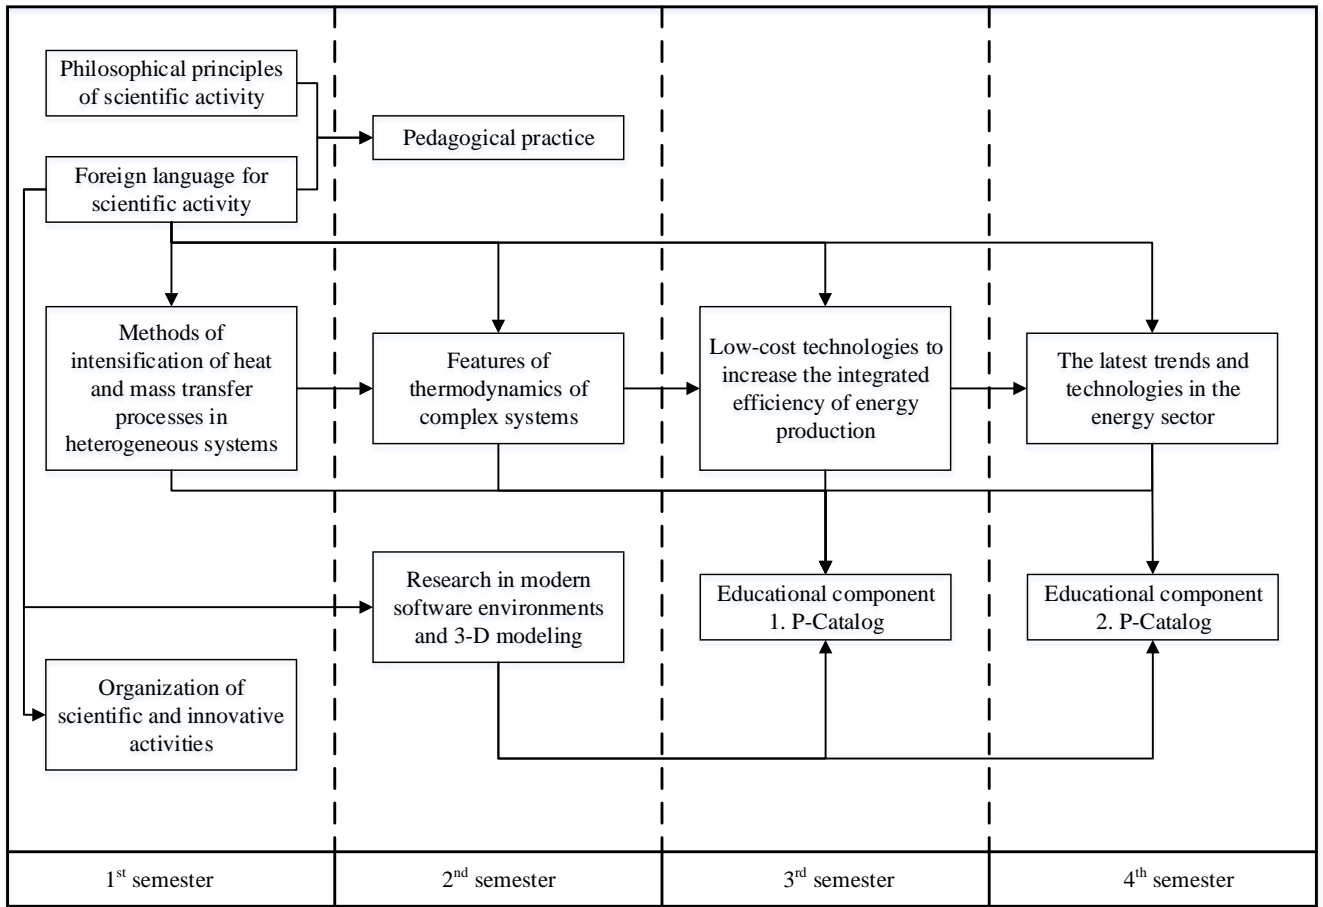 Philosophical principles
of scientific activity
Pedagogical practice
Foreign language for
scientific activity
Methods of
intensification of heat
and mass transfer
processes in
heterogeneous systems
Features of
thermodynamics of
complex systems
Low-cost technologies to
increase the integrated
efficiency of energy
production
The latest trends and
technologies in the
energy sector
Research in modern
software environments
and 3-D modeling
Educational component
1. P-Catalog
Educational component
2. P-Catalog
Organization of
scientific and innovative
activities
1st semester
2nd semester
3rd semester
4th semester